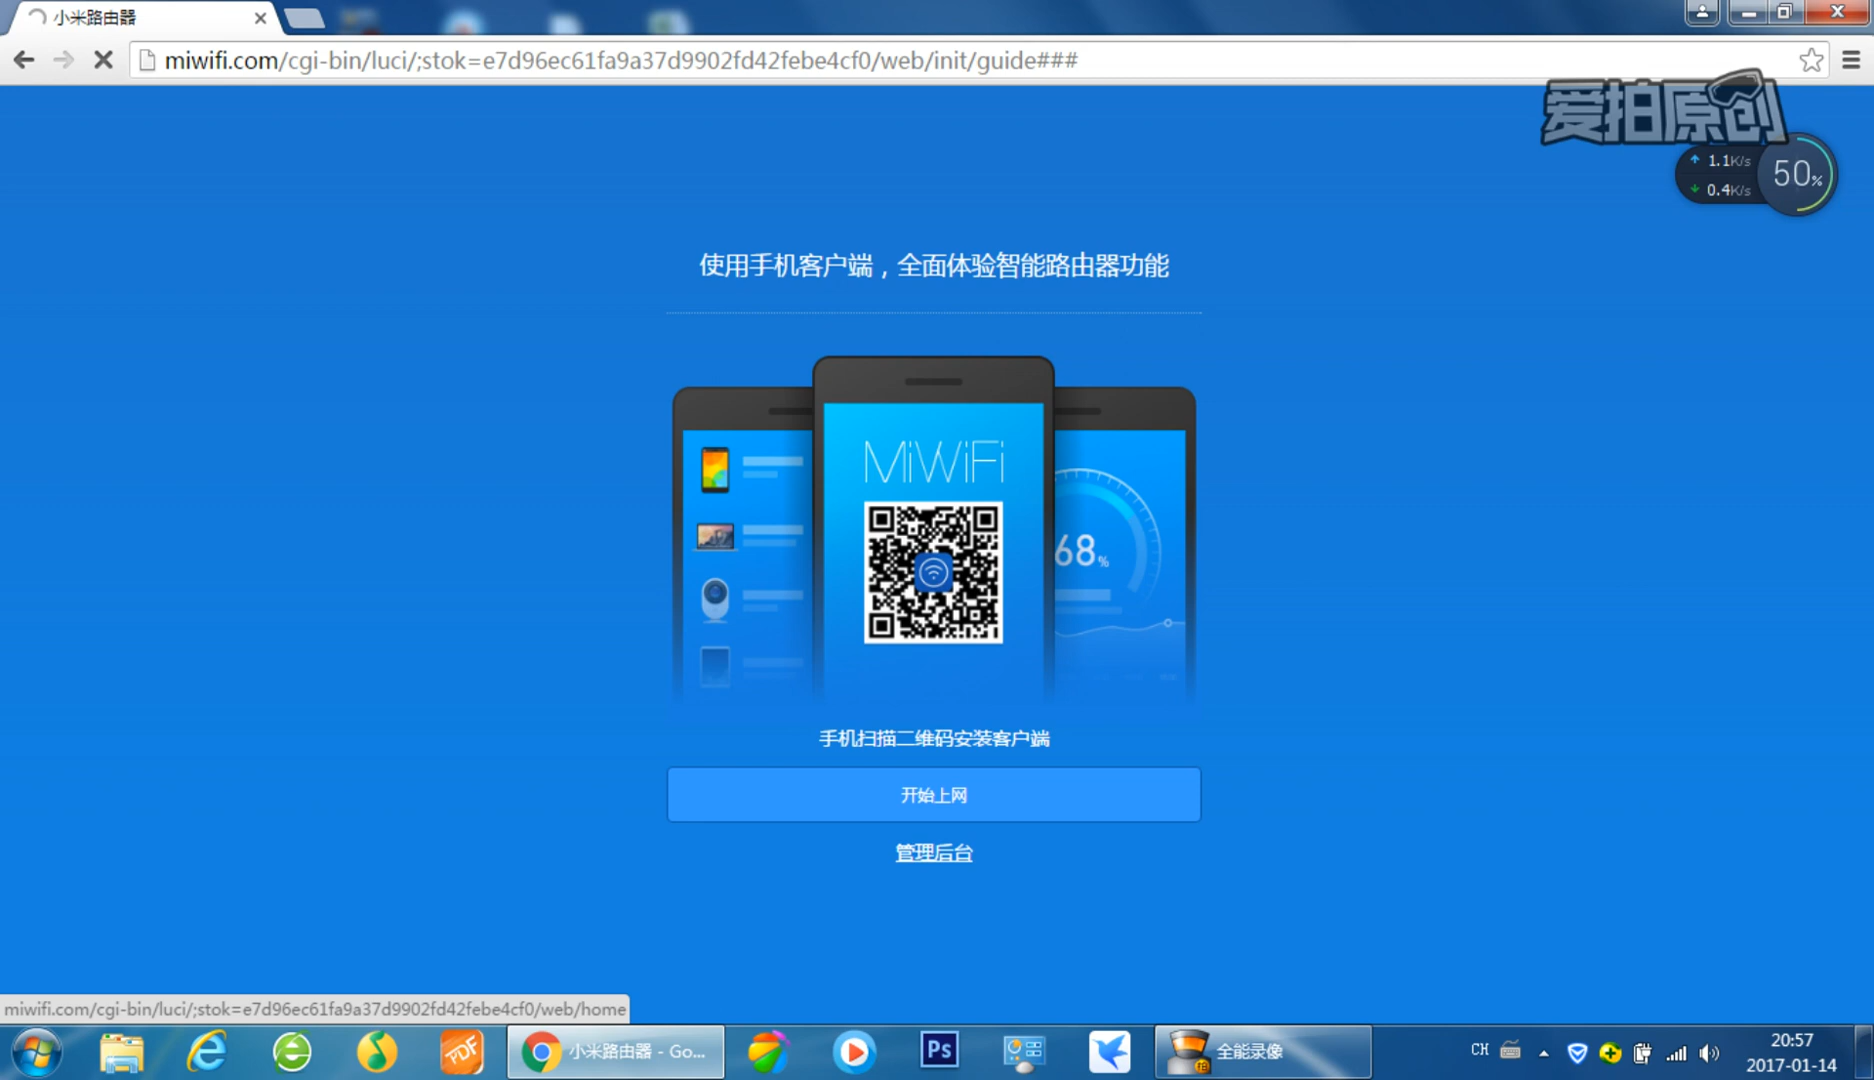 小米路由器
miwifi.com/cgi-bin/luci/;stok=e7d96ec61fa9a37d9902fd42febe4cf0/web/init/guide###
爱拍原创
1.1K/s
0.4K/s
50%
使用手机客户端，全面体验智能路由器功能
MiWiFi
68%
手机扫描二维码安装客户端
开始上网
管理后台
miwifi.com/cgi-bin/luci/;stok=e7d96ec61fa9a37d9902fd42febe4cf0/web/home
PDF
小米路由器 - Go...
Ps
全能录像
CH
20:57
2017-01-14